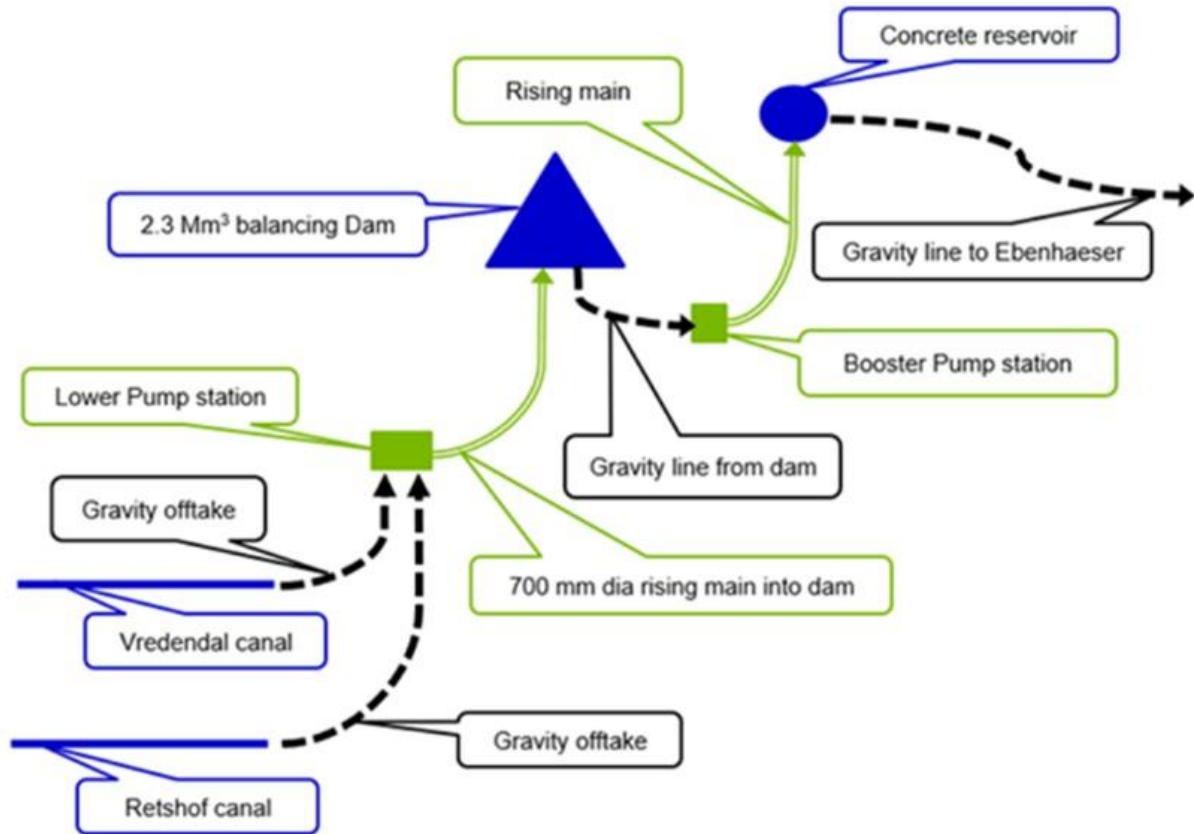 Concrete reservoir
Rising main
2.3 Mm³ balancing Dam
Gravity line to Ebenhaeser
Booster Pump station
Lower Pump station
Gravity line from dam
Gravity offtake
700 mm dia rising main into dam
Vredendal canal
Gravity offtake
Retshof canal